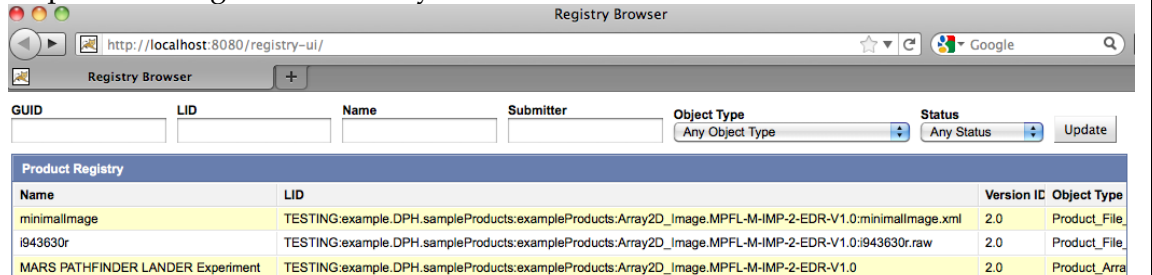 Registry Browser
http://localhost:8080/registry-ui/
Google
Registry Browser
GUID LID Name Submitter Object Type Status
Any Object Type Any Status Update
Product Registry
Name LID Version ID Object Type
minimalImage TESTING:example.DPH.sampleProducts:exampleProducts:Array2D_Image.MPFL-M-IMP-2-EDR-V1.0:minimalImage.xml 2.0 Product_File_
i943630r TESTING:example.DPH.sampleProducts:exampleProducts:Array2D_Image.MPFL-M-IMP-2-EDR-V1.0:i943630r.raw 2.0 Product_File_
MARS PATHFINDER LANDER Experiment TESTING:example.DPH.sampleProducts:exampleProducts:Array2D_Image.MPFL-M-IMP-2-EDR-V1.0 2.0 Product_Arra